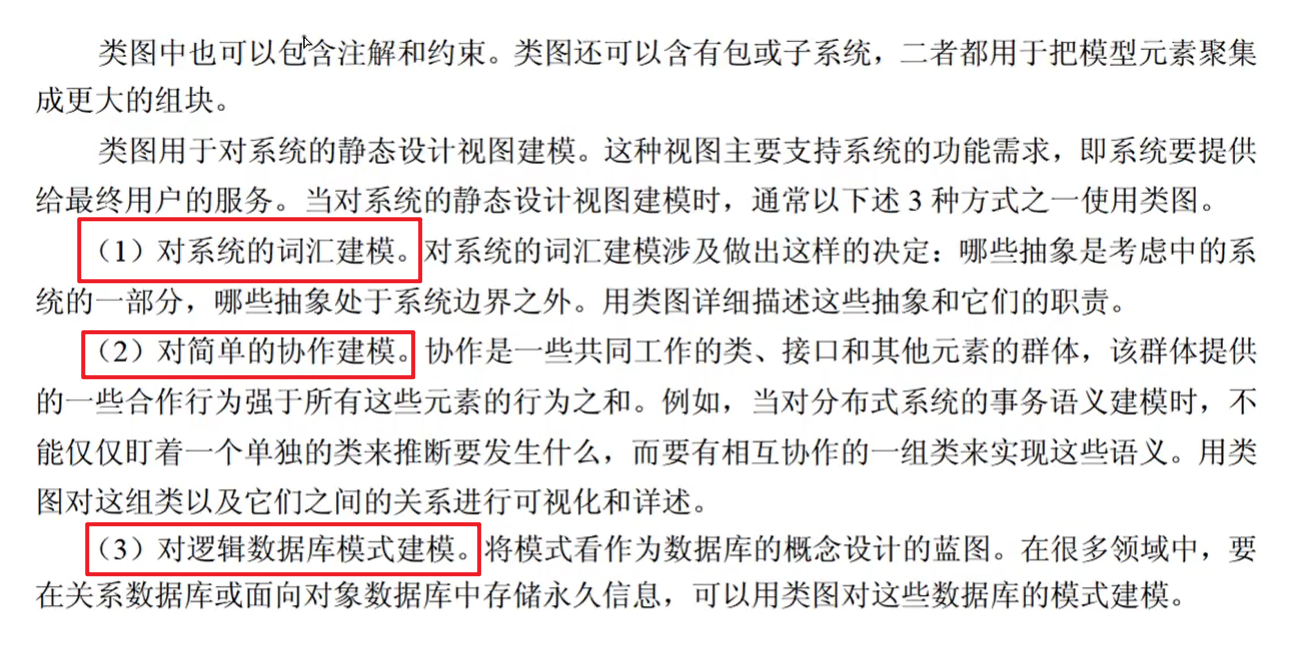 类图中也可以包含注解和约束。类图还可以含有包或子系统，二者都用于把模型元素聚集
成更大的组块。
类图用于对系统的静态设计视图建模。这种视图主要支持系统的功能需求，即系统要提供
给最终用户的服务。当对系统的静态设计视图建模时，通常以下述 3 种方式之一使用类图。
（1）对系统的词汇建模。对系统的词汇建模涉及做出这样的决定：哪些抽象是考虑中的系
统的一部分，哪些抽象处于系统边界之外。用类图详细描述这些抽象和它们的职责。
（2）对简单的协作建模。协作是一些共同工作的类、接口和其他元素的群体，该群体提供
的一些合作行为强于所有这些元素的行为之和。例如，当对分布式系统的事务语义建模时，不
能仅仅盯着一个单独的类来推断要发生什么，而要有相互协作的一组类来实现这些语义。用类
图对这组类以及它们之间的关系进行可视化和详述。
（3）对逻辑数据库模式建模。将模式看作为数据库的概念设计的蓝图。在很多领域中，要
在关系数据库或面向对象数据库中存储永久信息，可以用类图对这些数据库的模式建模。